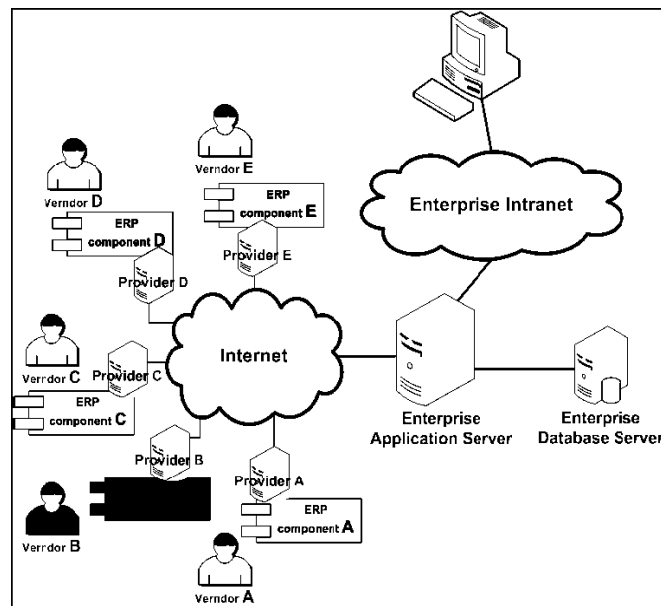 Verndor E
Verndor D
ERP
component E
ERP
component D
Provider E
Provider D
Enterprise Intranet
Internet
Verndor C
Provider C
ERP
component C
Enterprise
Application Server
Enterprise
Database Server
Provider B
Provider A
Verndor B
ERP
component A
Verndor A